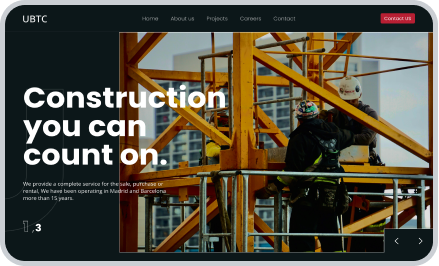 UBTC
Home About us Projects Careers Contact
Contact US
Construction
you can
count on.
We provide a complete service for the sale, purchase or
rental, We have been operating in Madrid and Barcelona
more than 15 years.
1 .3